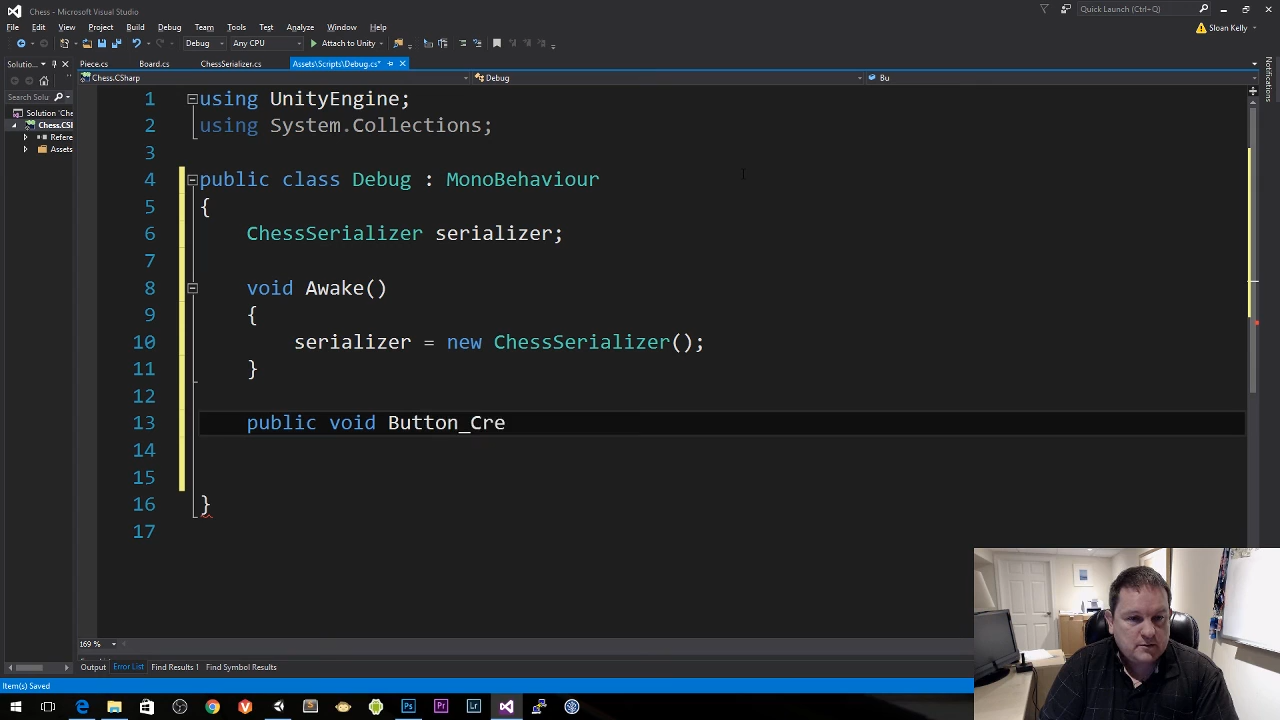 Chess - Microsoft Visual Studio
Quick Launch (Ctrl+Q)
File Edit View Project Build Debug Team Tools Test Analyze Window Help
Sloan Kelly
Debug Any CPU Attach to Unity
Solutio... Piece.cs Board.cs ChessSerializer.cs Assets\Scripts\Debug.cs*
Notifications
Chess.CSharp Debug Bu
Search Solu
Solution 'Che
Chess.CSh
Refere
Assets
1 using UnityEngine;
2 using System.Collections;
3
4 public class Debug : MonoBehaviour
5 {
6 ChessSerializer serializer;
7
8 void Awake()
9 {
10 serializer = new ChessSerializer();
11 }
12
13 public void Button_Cre
14
15
16 }
17
169 %
Output Error List Find Results 1 Find Symbol Results
Item(s) Saved